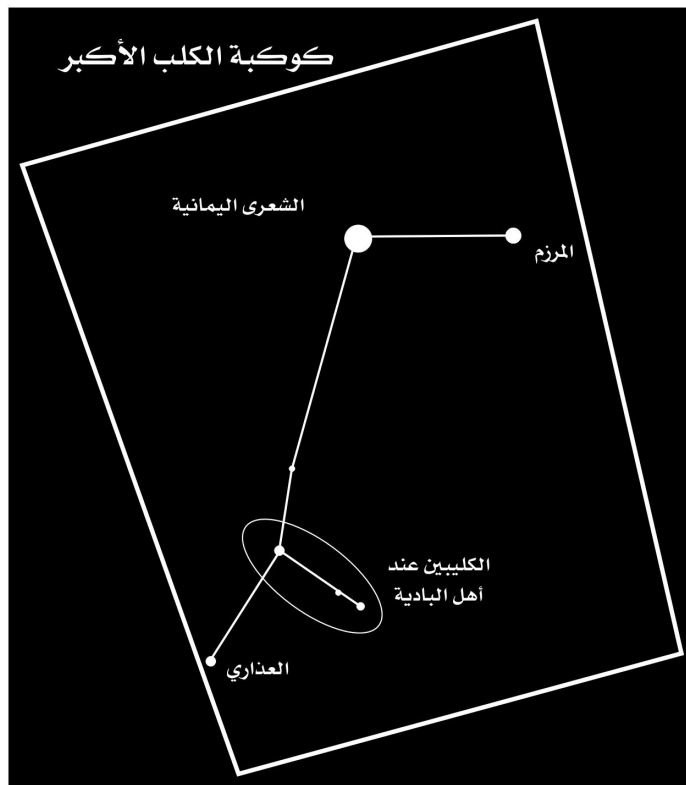 كوكبة الكلب الأكبر
الشعرى اليمانية
المرزم
الكليبين عند
أهل البادية
العذاري